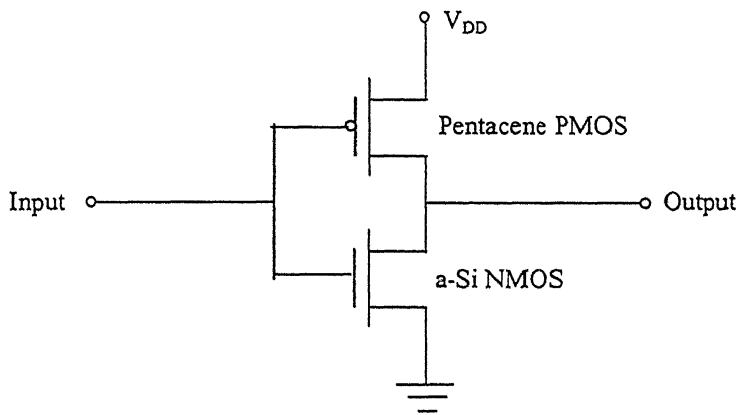 V_DD
Pentacene PMOS
Input
Output
a-Si NMOS